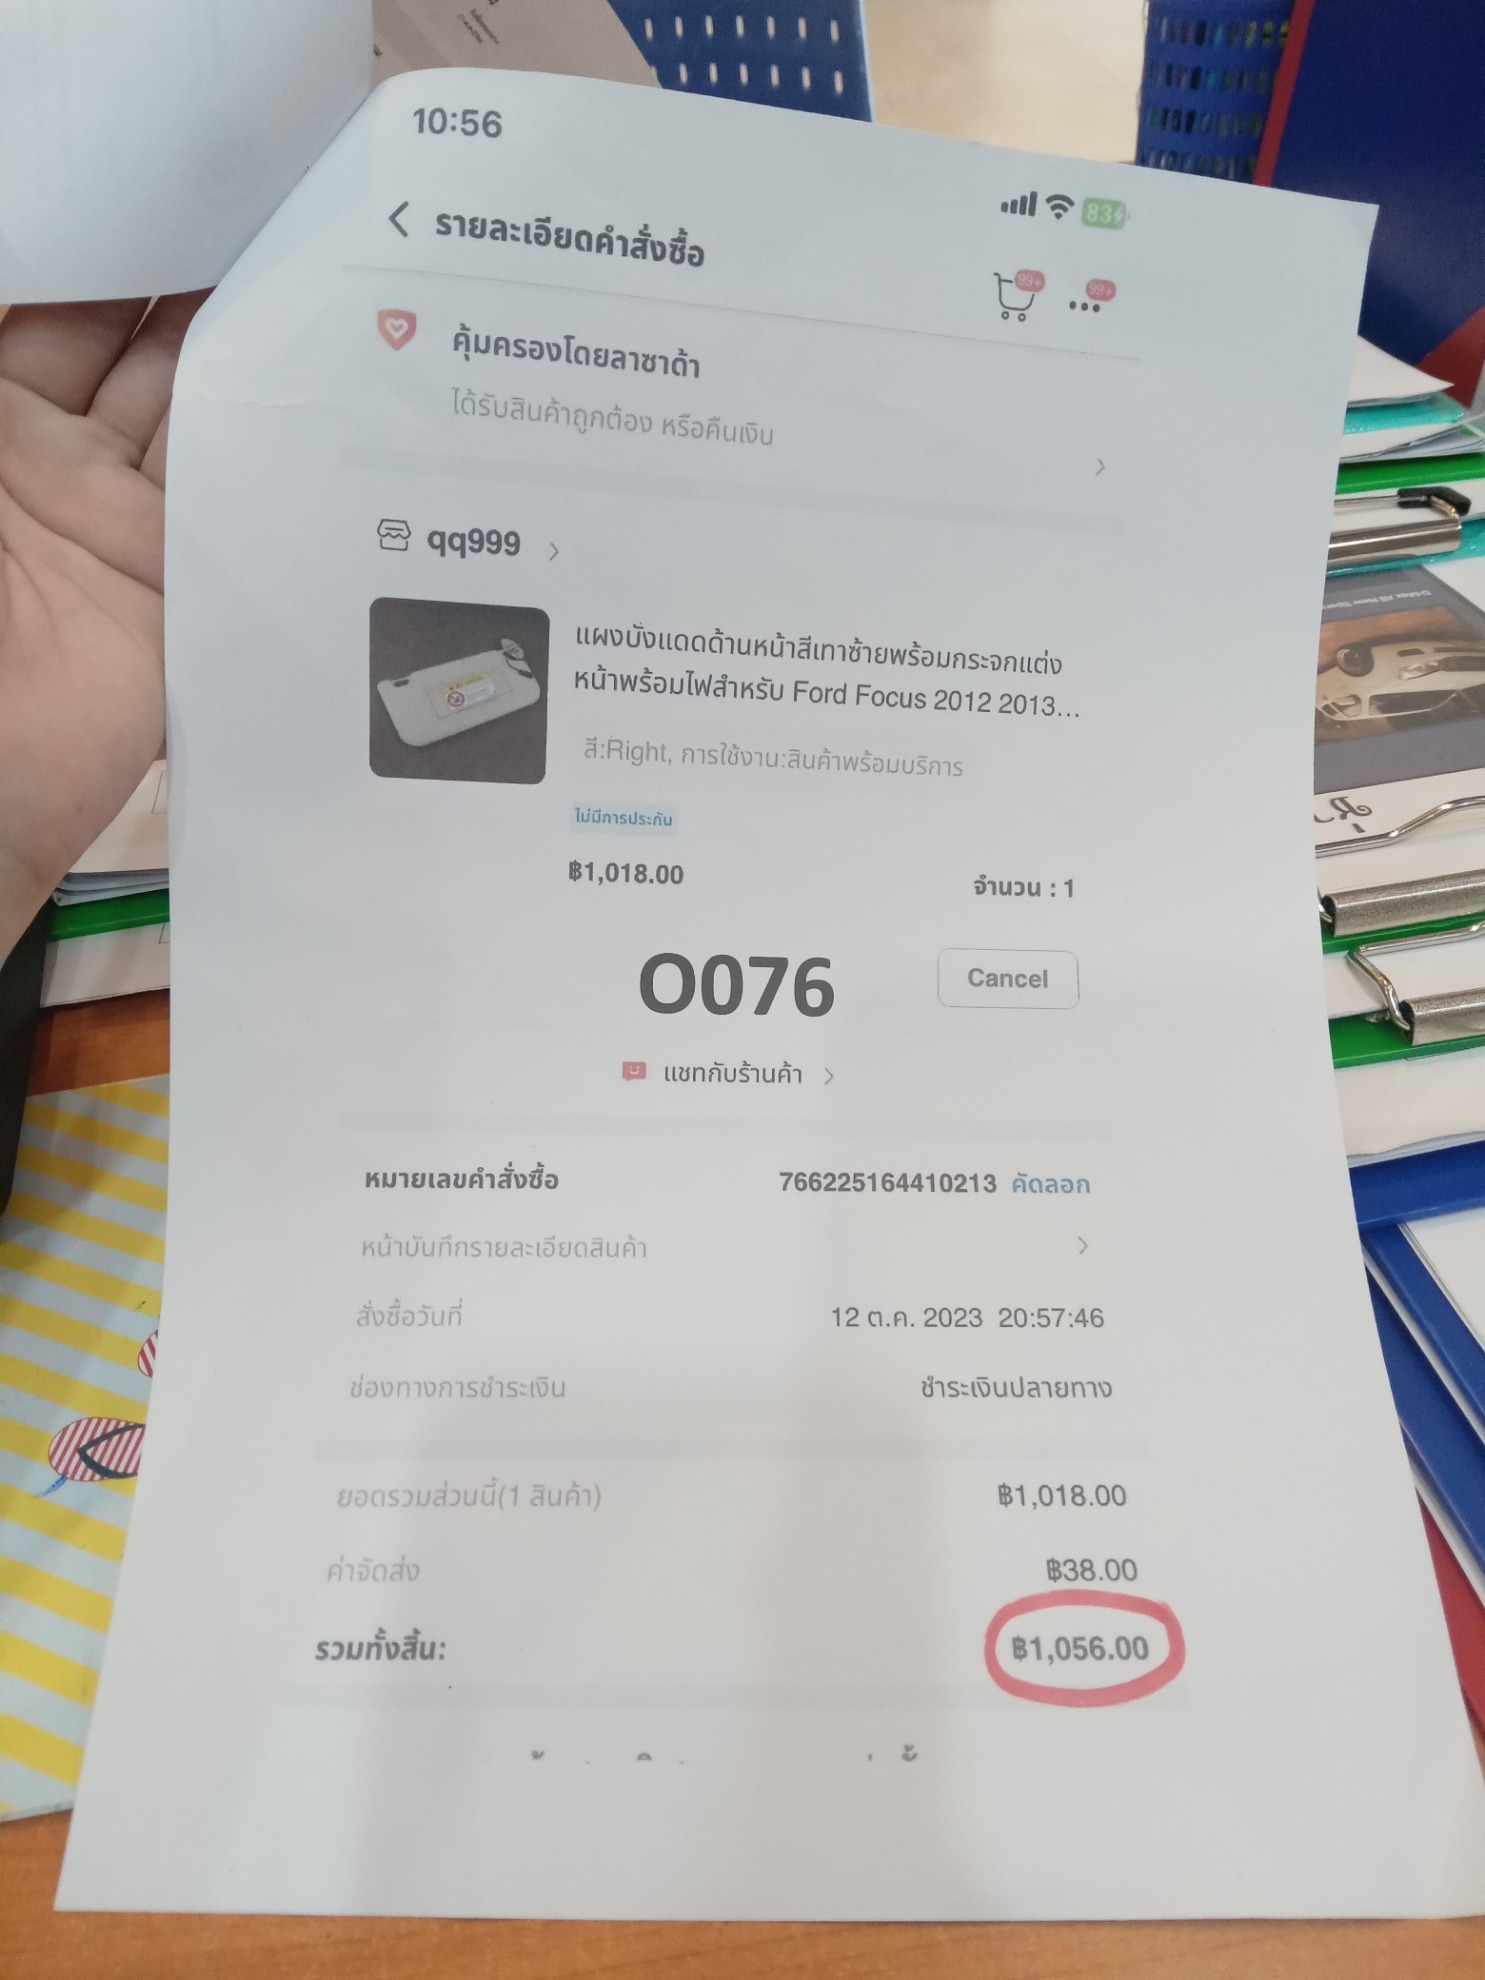 10:56
83
รายละเอียดคำสั่งซื้อ
99+
99+
คุ้มครองโดยลาซาด้า
ได้รับสินค้าถูกต้อง หรือคืนเงิน
qq999
แผงบังแดดด้านหน้าสีเทาซ้ายพร้อมกระจกแต่ง
หน้าพร้อมไฟสำหรับ Ford Focus 2012 2013...
สี:Right, การใช้งาน:สินค้าพร้อมบริการ
ไม่มีการประกัน
฿1,018.00
จำนวน : 1
O076
Cancel
แชทกับร้านค้า
หมายเลขคำสั่งซื้อ
766225164410213 คัดลอก
หน้าบันทึกรายละเอียดสินค้า
สั่งซื้อวันที่
12 ต.ค. 2023 20:57:46
ช่องทางการชำระเงิน
ชำระเงินปลายทาง
ยอดรวมส่วนนี้(1 สินค้า)
฿1,018.00
ค่าจัดส่ง
฿38.00
รวมทั้งสิ้น:
฿1,056.00